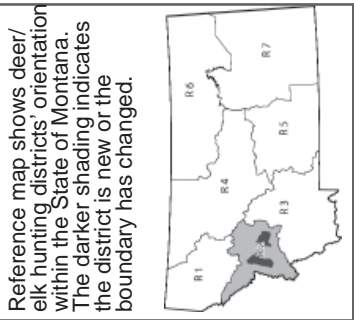 Reference map shows deer/
elk hunting districts' orientation
within the State of Montana.
The darker shading indicates
the district is new or the
boundary has changed.
R1
R4
R6
R7
R5
R3